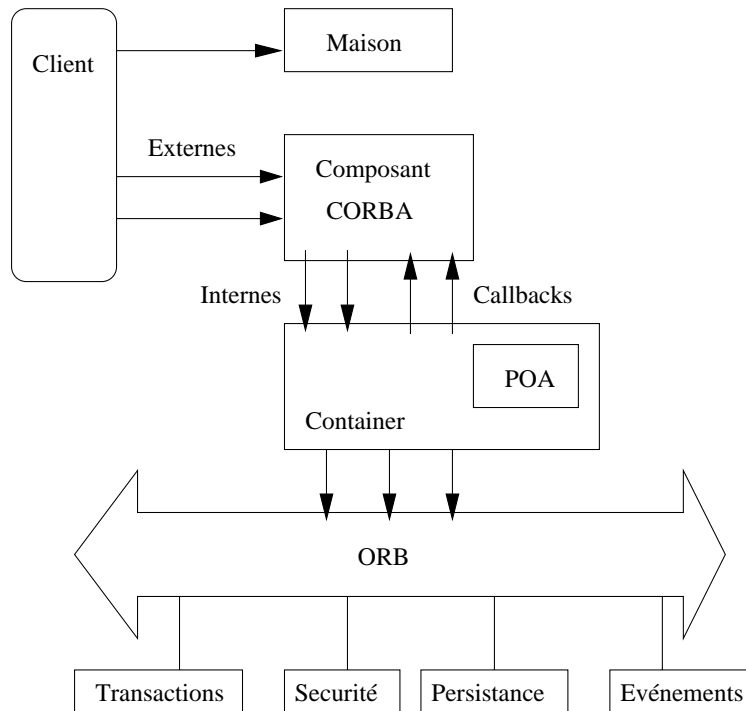 Client
Maison
Externes
Composant
CORBA
Internes
Callbacks
POA
Container
ORB
Transactions
Securité
Persistance
Evénements